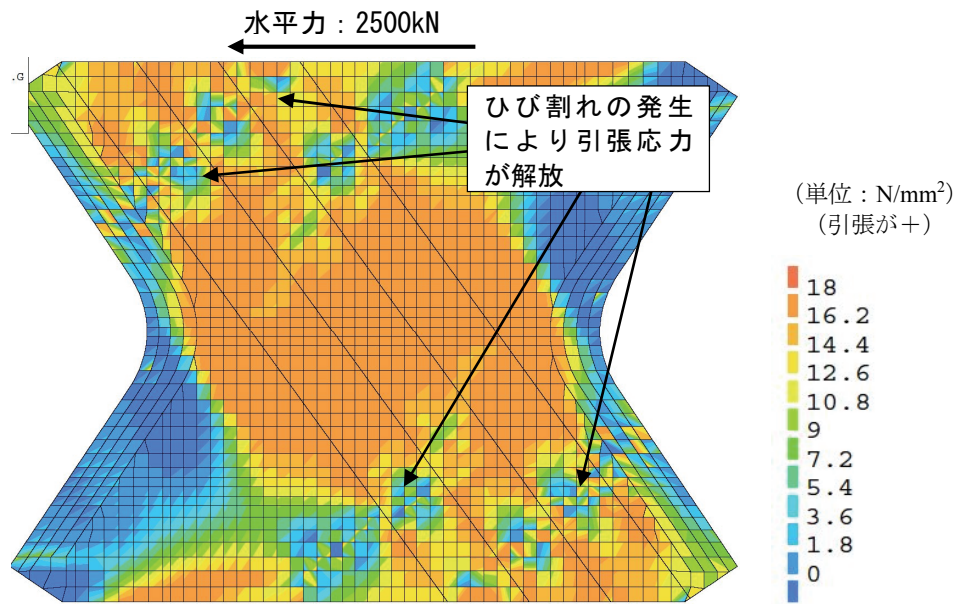 水平力：2500kN
.G
ひび割れの発生
により引張応力
が解放
(単位：N/mm²)
(引張が＋)
18
16.2
14.4
12.6
10.8
9
7.2
5.4
3.6
1.8
0